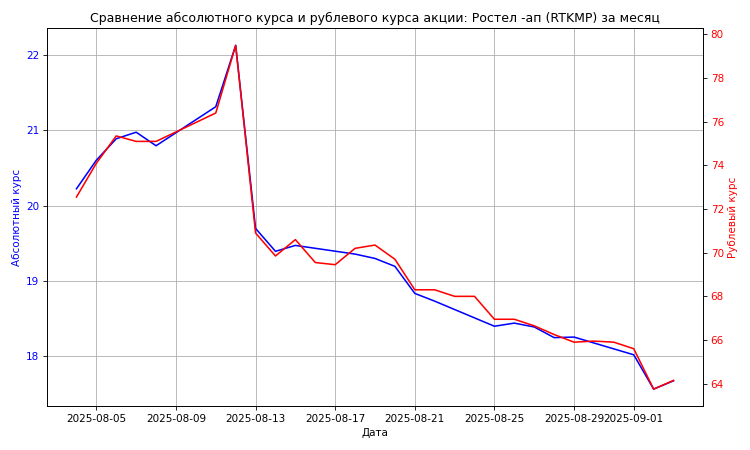 Сравнение абсолютного курса и рублевого курса акции: Ростел -ап (RTKMP) за месяц
22
21
20
19
18
Абсолютный курс
80
78
76
74
72
70
68
66
64
Рублевый курс
2025-08-05 2025-08-09 2025-08-13 2025-08-17 2025-08-21 2025-08-25 2025-08-29 2025-09-01
Дата